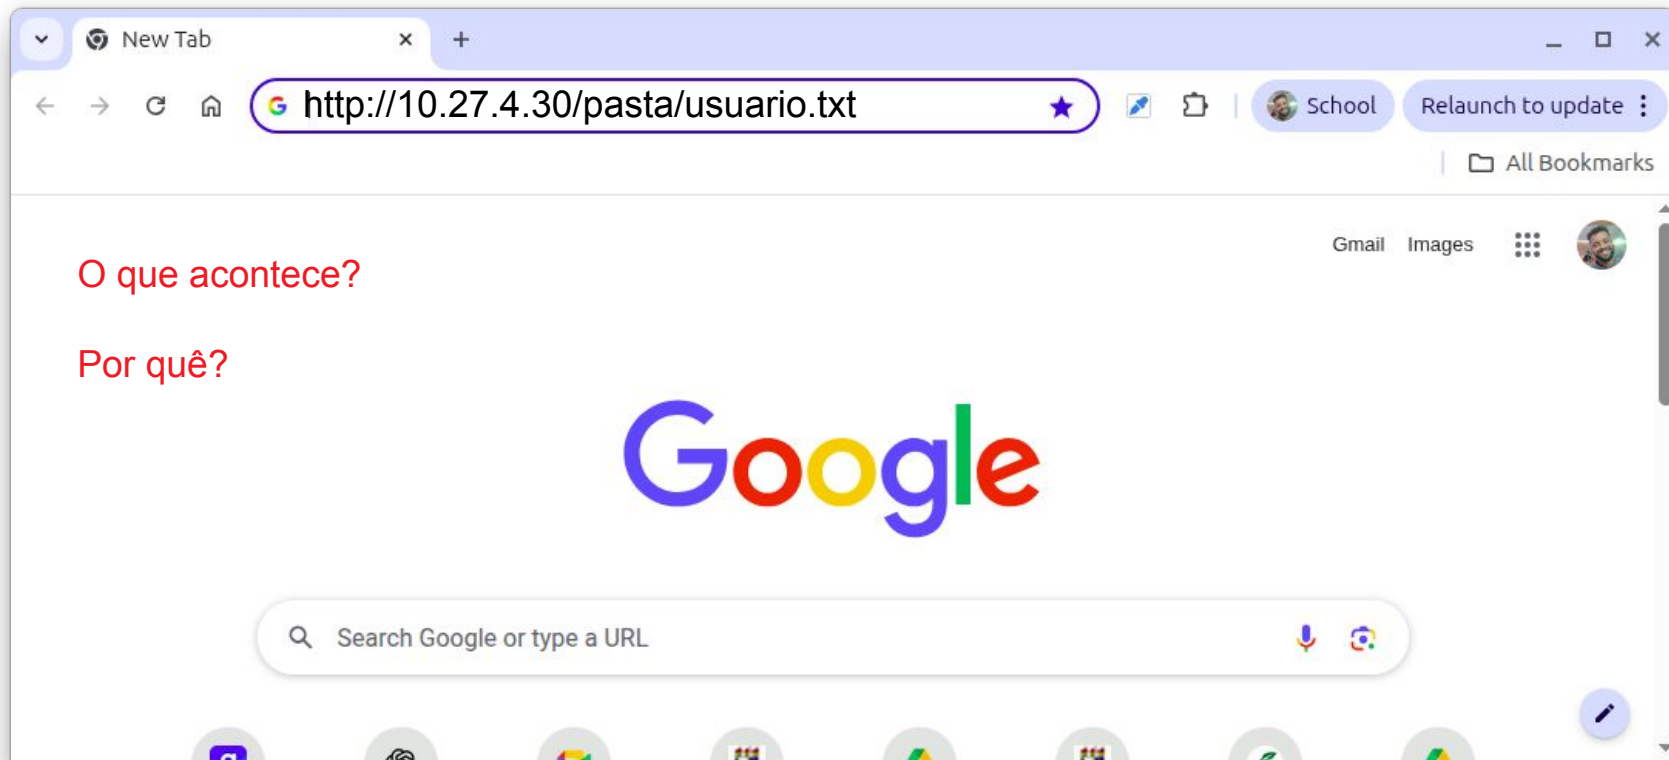 New Tab
http://10.27.4.30/pasta/usuario.txt
School
Relaunch to update
All Bookmarks
Gmail Images
O que acontece?
Por quê?
Google
Search Google or type a URL